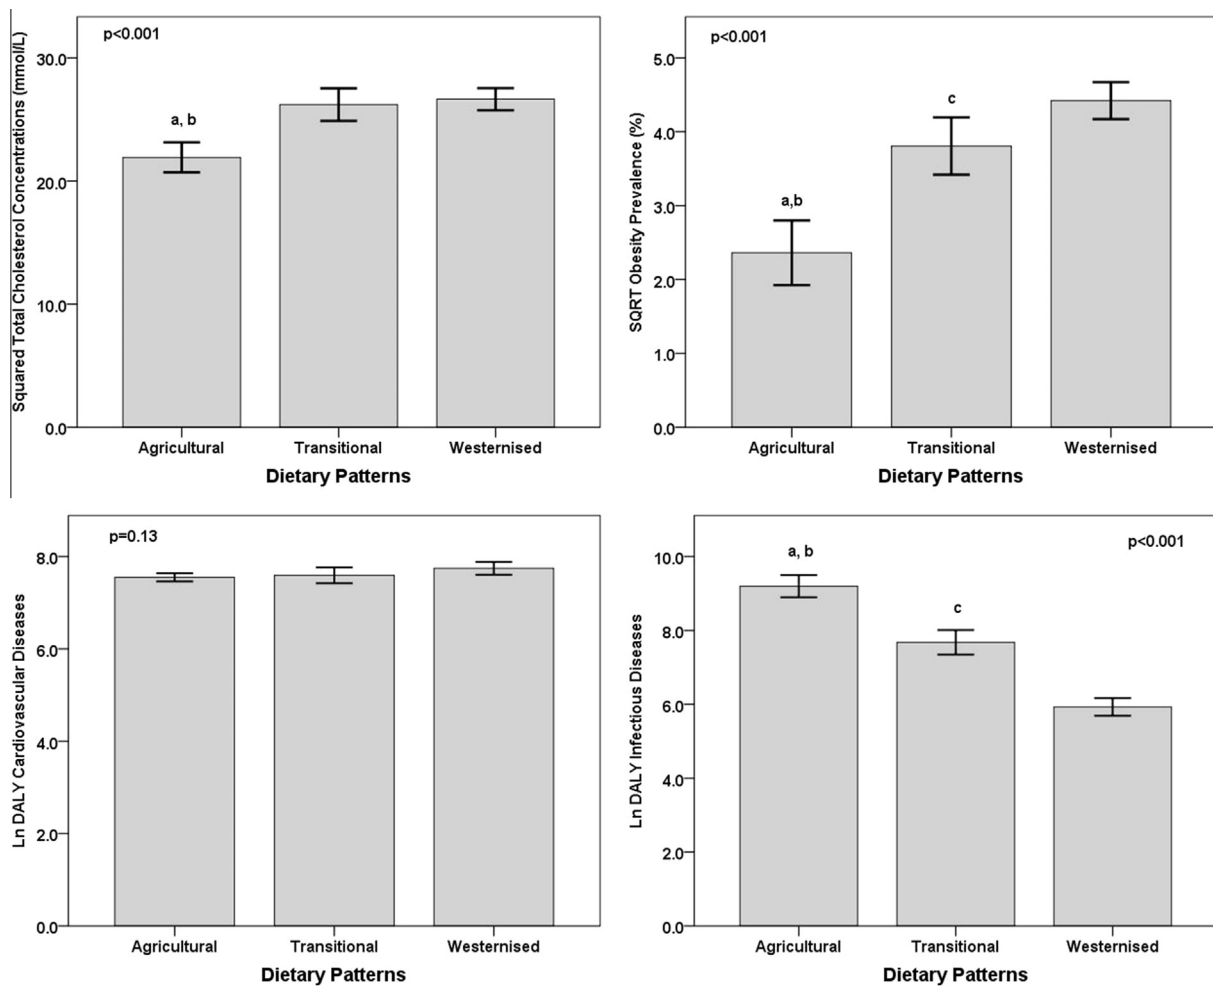 p<0.001
Squared Total Cholesterol Concentrations (mmol/L)
30.0
20.0
10.0
0.0
a, b
Agricultural
Transitional
Westernised
Dietary Patterns
p<0.001
SQRT Obesity Prevalence (%)
5.0
4.0
3.0
2.0
1.0
0.0
a,b
c
Agricultural
Transitional
Westernised
Dietary Patterns
p=0.13
Ln DALY Cardiovascular Diseases
8.0
6.0
4.0
2.0
0.0
Agricultural
Transitional
Westernised
Dietary Patterns
p<0.001
Ln DALY Infectious Diseases
10.0
8.0
6.0
4.0
2.0
0.0
a, b
c
Agricultural
Transitional
Westernised
Dietary Patterns